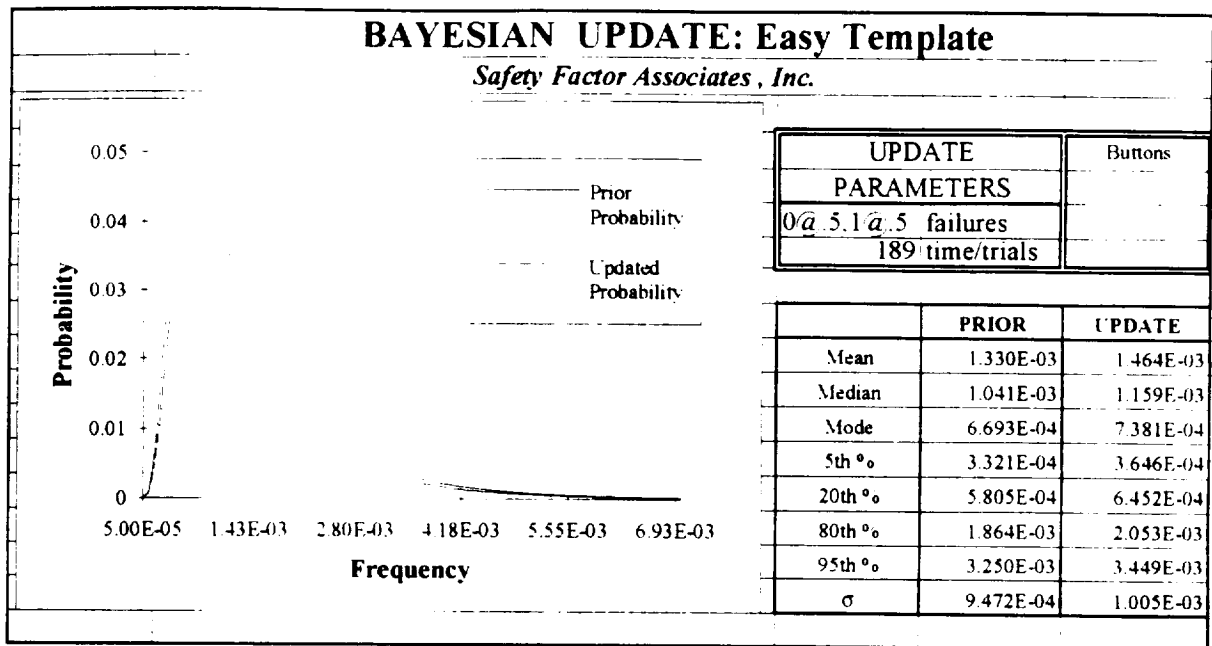 BAYESIAN UPDATE: Easy Template
Safety Factor Associates , Inc.
Probability
0.05
0.04
0.03
0.02
0.01
0
Prior
Probability
Updated
Probability
5.00E-05 1.43E-03 2.80E-03 4.18E-03 5.55E-03 6.93E-03
Frequency
UPDATE Buttons
PARAMETERS
0@.5,1@.5 failures
189 time/trials
PRIOR UPDATE
Mean 1.330E-03 1.464E-03
Median 1.041E-03 1.159E-03
Mode 6.693E-04 7.381E-04
5th % 3.321E-04 3.646E-04
20th % 5.805E-04 6.452E-04
80th % 1.864E-03 2.053E-03
95th % 3.250E-03 3.449E-03
σ 9.472E-04 1.005E-03